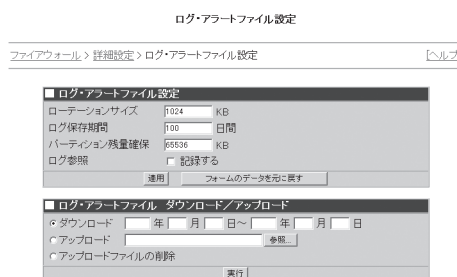 ログ・アラートファイル設定
ファイアウォール > 詳細設定 > ログ・アラートファイル設定 [ヘルプ
■ ログ・アラートファイル設定
ローテーションサイズ 1024 KB
ログ保存期間 100 日間
パーティション残量確保 65536 KB
ログ参照 記録する
適用 フォームのデータを元に戻す
■ ログ・アラートファイル ダウンロード/アップロード
ダウンロード 年 月 日~ 年 月 日
アップロード 参照...
アップロードファイルの削除
実行